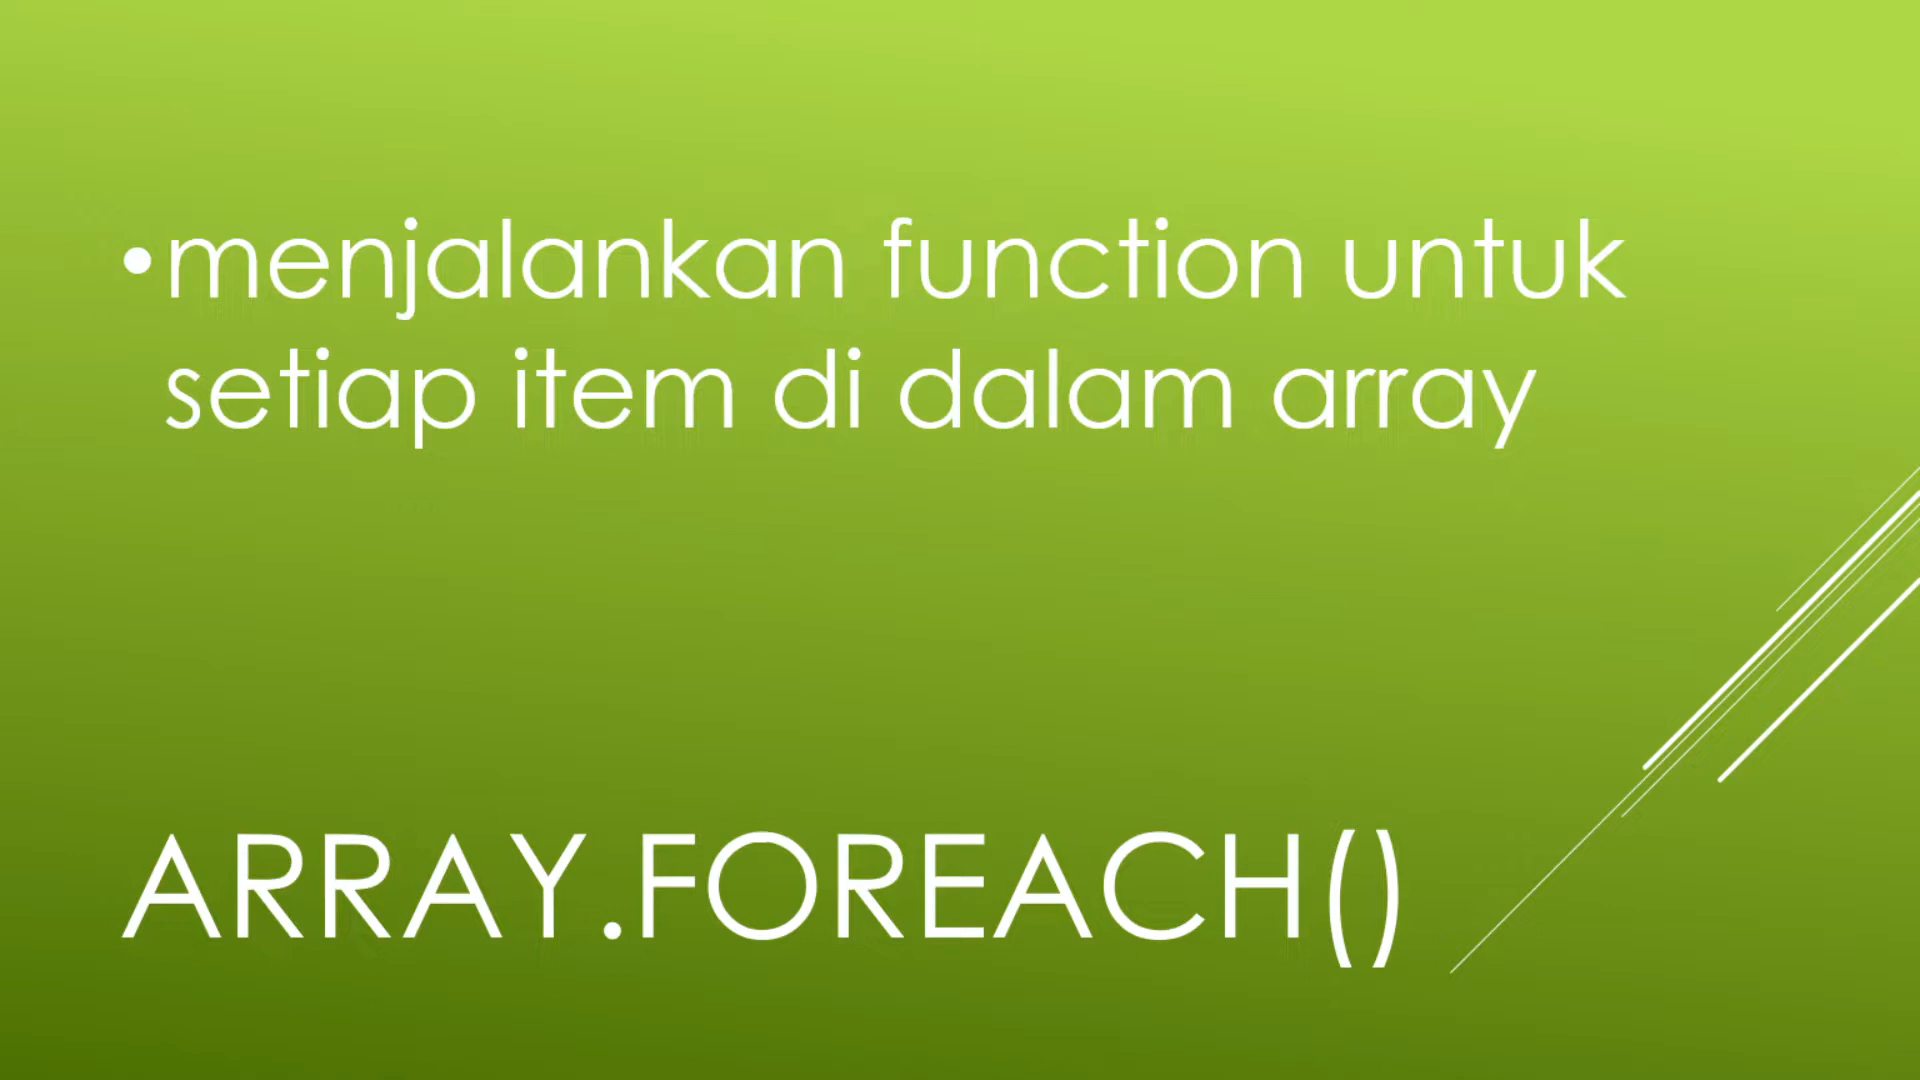 •menjalankan function untuk
setiap item di dalam array
ARRAY.FOREACH()